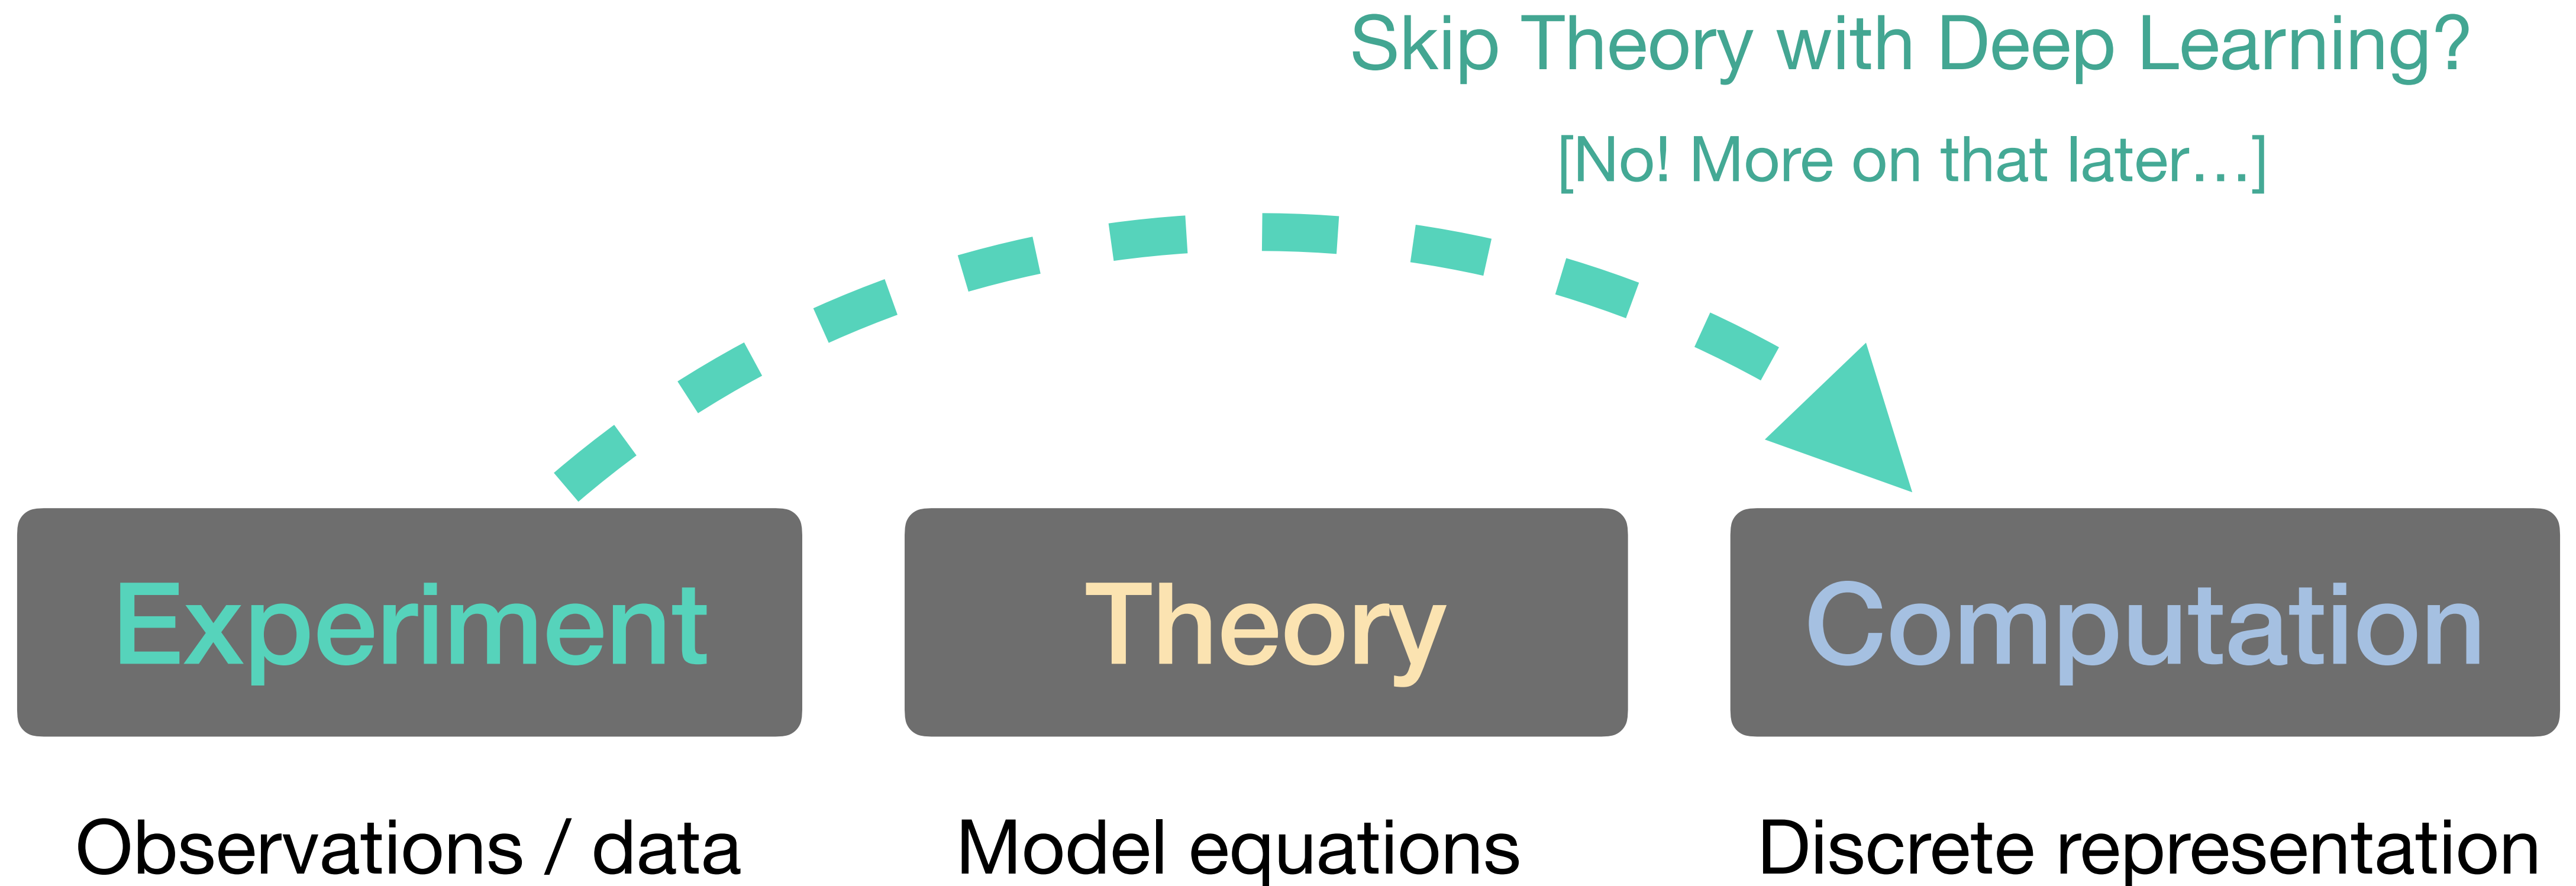 Skip Theory with Deep Learning?
[No! More on that later…]
Experiment
Theory
Computation
Observations / data
Model equations
Discrete representation